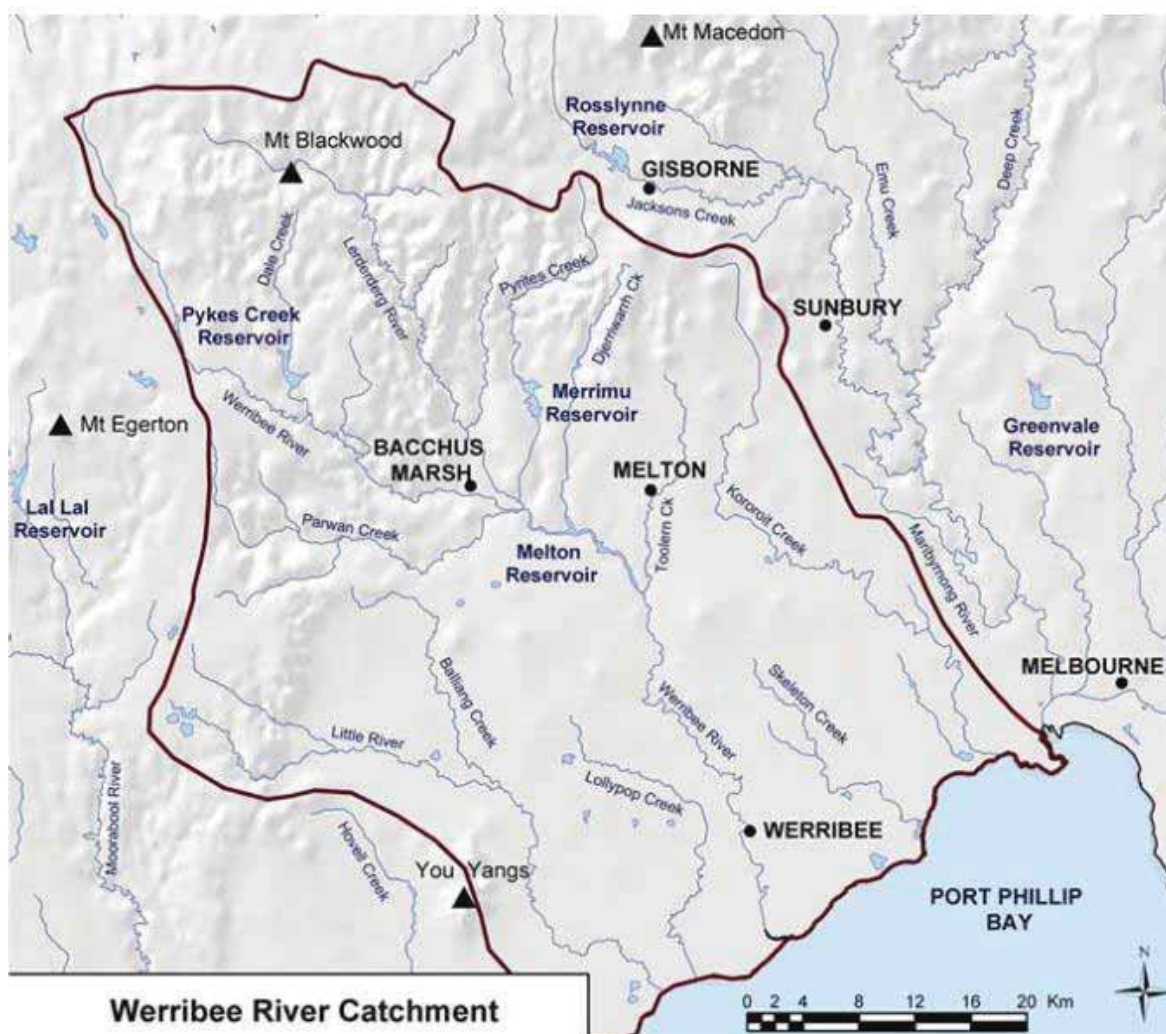 Mt Macedon
Rosslynne
Reservoir
Mt Blackwood
GISBORNE
Jacksons Creek
Emu Creek
Deep Creek
Dale Creek
Lerderderg River
Pyrites Creek
Djerriwarrh Ck
SUNBURY
Pykes Creek
Reservoir
Merrimu
Reservoir
Werribee River
Mt Egerton
Greenvale
Reservoir
BACCHUS
MARSH
MELTON
Lal Lal
Reservoir
Parwan Creek
Kororoit Creek
Toolern Ck
Melton
Reservoir
Maribyrnong River
MELBOURNE
Balliang Creek
Skeleton Creek
Werribee River
Little River
Lollypop Creek
Moorabool River
Hovell Creek
WERRIBEE
You Yangs
PORT PHILLIP
BAY
N
Werribee River Catchment
0 2 4 8 12 16 20 Km